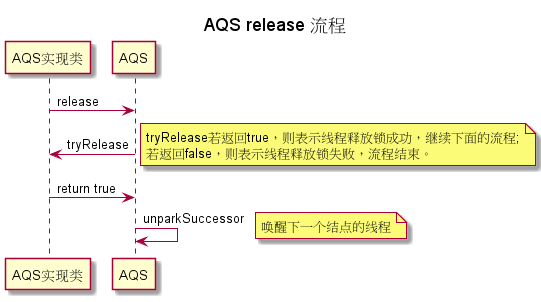 AQS release 流程
AQS实现类
AQS
release
tryRelease
tryRelease若返回true，则表示线程释放锁成功，继续下面的流程;
若返回false，则表示线程释放锁失败，流程结束。
return true
unparkSuccessor
唤醒下一个结点的线程
AQS实现类
AQS